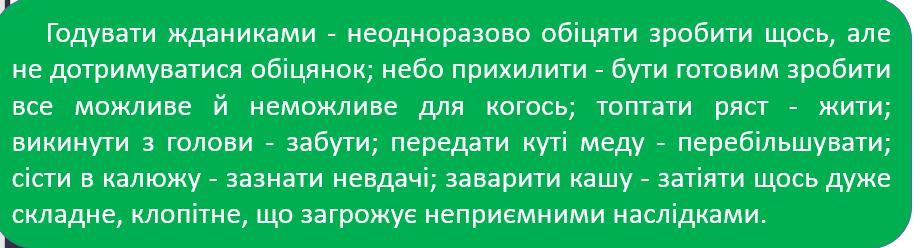 Годувати жданиками - неодноразово обіцяти зробити щось, але
не дотримуватися обіцянок; небо прихилити - бути готовим зробити
все можливе й неможливе для когось; топтати ряст - жити;
викинути з голови - забути; передати куті меду - перебільшувати;
сісти в калюжу - зазнати невдачі; заварити кашу - затіяти щось дуже
складне, клопітне, що загрожує неприємними наслідками.